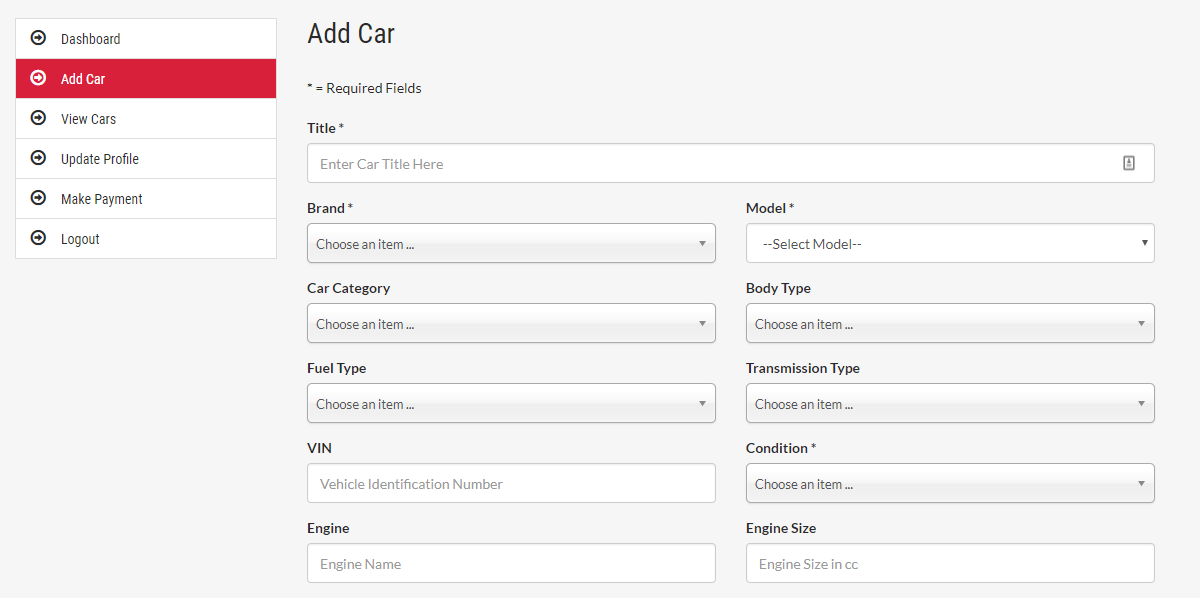 Dashboard
Add Car
View Cars
Update Profile
Make Payment
Logout
Add Car
* = Required Fields
Title *
Enter Car Title Here
Brand * Model *
Choose an item ... --Select Model--
Car Category Body Type
Choose an item ... Choose an item ...
Fuel Type Transmission Type
Choose an item ... Choose an item ...
VIN Condition *
Vehicle Identification Number Choose an item ...
Engine Engine Size
Engine Name Engine Size in cc